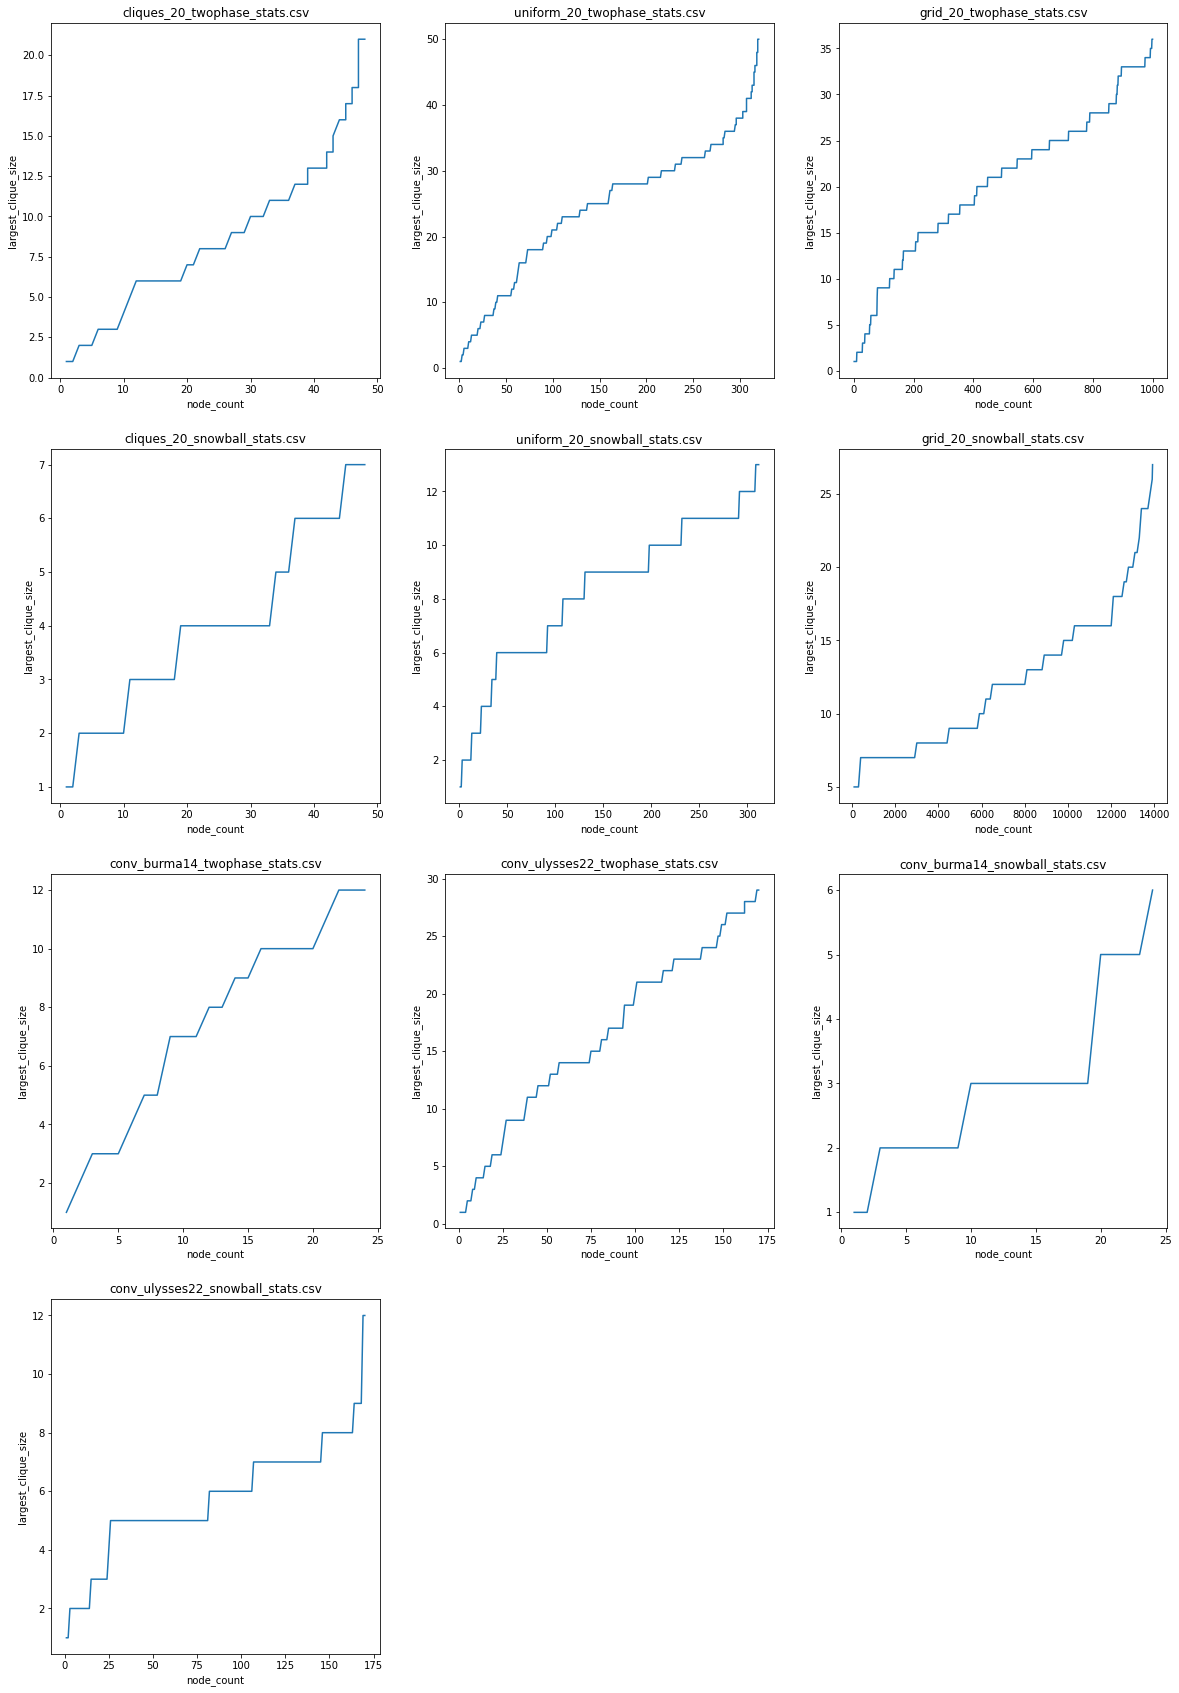 cliques_20_twophase_stats.csv
largest_clique_size
20.0
17.5
15.0
12.5
10.0
7.5
5.0
2.5
0.0
0 10 20 30 40 50
node_count
uniform_20_twophase_stats.csv
largest_clique_size
50
40
30
20
10
0
0 50 100 150 200 250 300
node_count
grid_20_twophase_stats.csv
largest_clique_size
35
30
25
20
15
10
5
0
0 200 400 600 800 1000
node_count
cliques_20_snowball_stats.csv
largest_clique_size
7
6
5
4
3
2
1
0 10 20 30 40 50
node_count
uniform_20_snowball_stats.csv
largest_clique_size
12
10
8
6
4
2
0 50 100 150 200 250 300
node_count
grid_20_snowball_stats.csv
largest_clique_size
25
20
15
10
5
0 2000 4000 6000 8000 10000 12000 14000
node_count
conv_burma14_twophase_stats.csv
largest_clique_size
12
10
8
6
4
2
0 5 10 15 20 25
node_count
conv_ulysses22_twophase_stats.csv
largest_clique_size
30
25
20
15
10
5
0
0 25 50 75 100 125 150 175
node_count
conv_burma14_snowball_stats.csv
largest_clique_size
6
5
4
3
2
1
0 5 10 15 20 25
node_count
conv_ulysses22_snowball_stats.csv
largest_clique_size
12
10
8
6
4
2
0 25 50 75 100 125 150 175
node_count